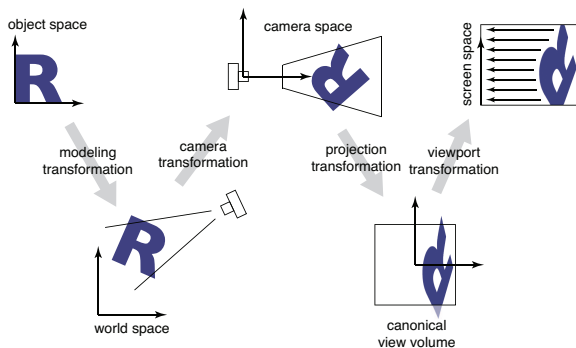 object space
R
camera space
R
screen space
R
modeling
transformation
camera
transformation
projection
transformation
viewport
transformation
R
R
world space
canonical
view volume